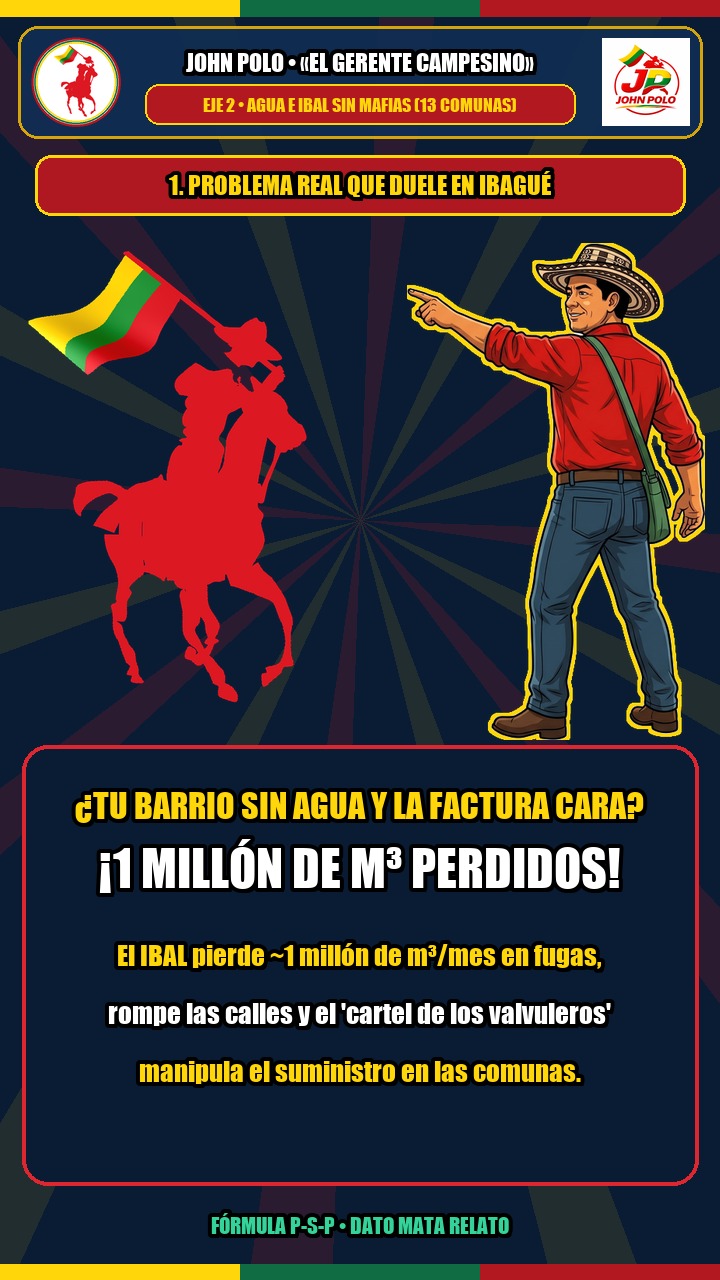 JOHN POLO • «EL GERENTE CAMPESINO»
EJE 2 • AGUA E IBAL SIN MAFIAS (13 COMUNAS)
JP
JOHN POLO
1. PROBLEMA REAL QUE DUELE EN IBAGUÉ
¿TU BARRIO SIN AGUA Y LA FACTURA CARA?
¡1 MILLÓN DE M³ PERDIDOS!
El IBAL pierde ~1 millón de m³/mes en fugas,
rompe las calles y el 'cartel de los valvuleros'
manipula el suministro en las comunas.
FÓRMULA P-S-P • DATO MATA RELATO